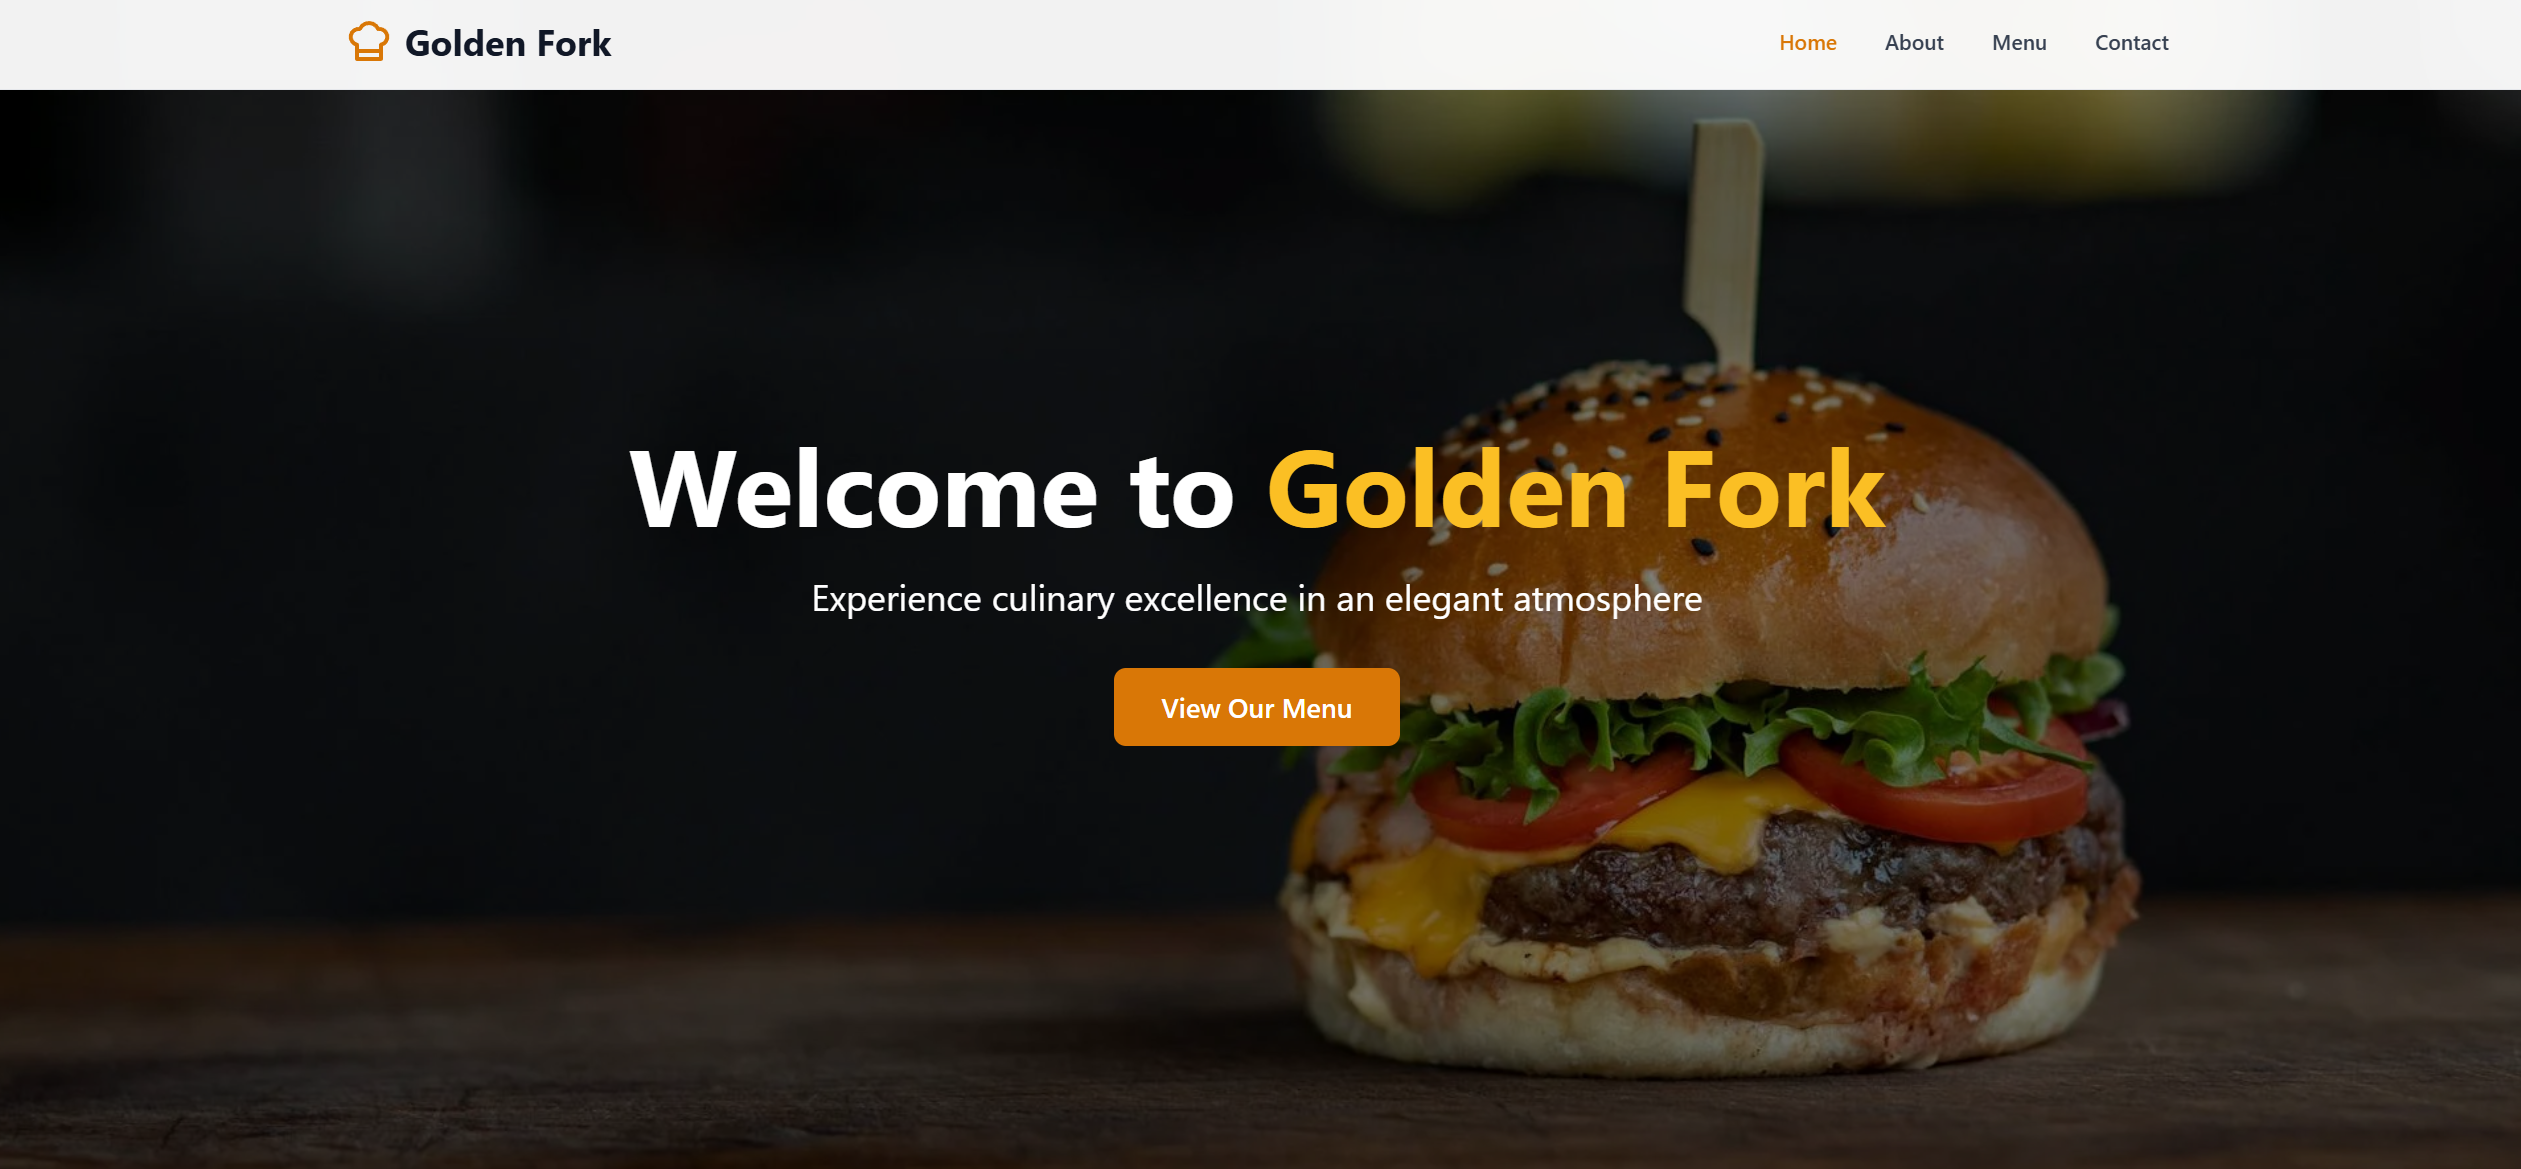 Golden Fork
Home
About
Menu
Contact
Welcome to Golden Fork
Experience culinary excellence in an elegant atmosphere
View Our Menu